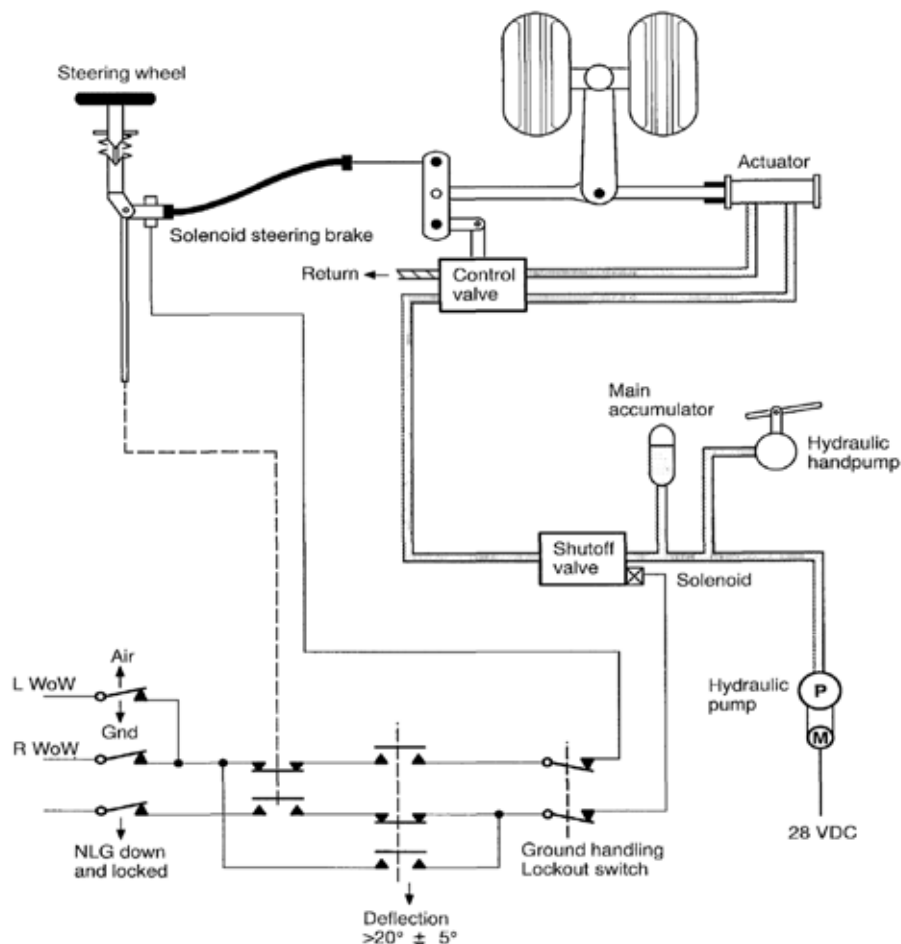 Steering wheel
Actuator
Solenoid steering brake
Return
Control
valve
Main
accumulator
Hydraulic
handpump
Shutoff
valve
Solenoid
Air
L WoW
Gnd
R WoW
Hydraulic
pump
P
M
NLG down
and locked
Ground handling
Lockout switch
28 VDC
Deflection
>20° ± 5°